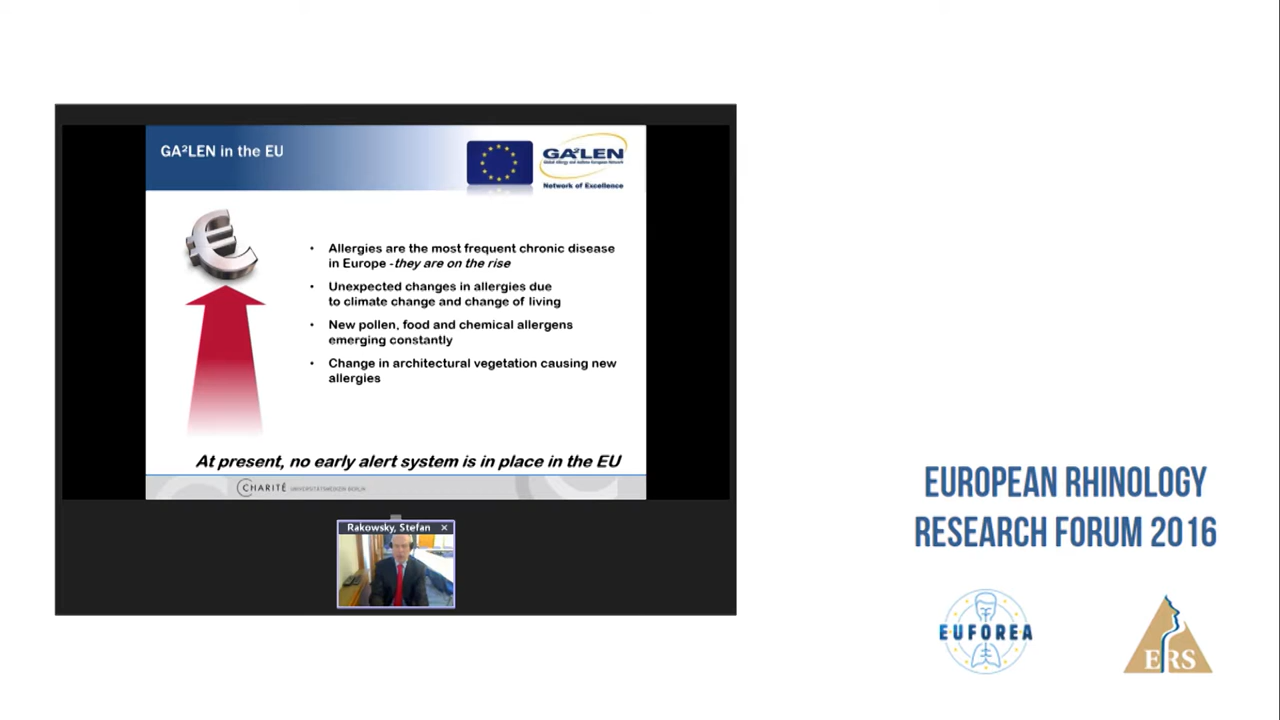 GA²LEN in the EU
GA²LEN
Global Allergy and Asthma European Network
Network of Excellence
• Allergies are the most frequent chronic disease
in Europe -they are on the rise
• Unexpected changes in allergies due
to climate change and change of living
• New pollen, food and chemical allergens
emerging constantly
• Change in architectural vegetation causing new
allergies
At present, no early alert system is in place in the EU
CHARITÉ UNIVERSITÄTSMEDIZIN BERLIN
Rakowsky, Stefan
EUROPEAN RHINOLOGY
RESEARCH FORUM 2016
EUFOREA
ERS